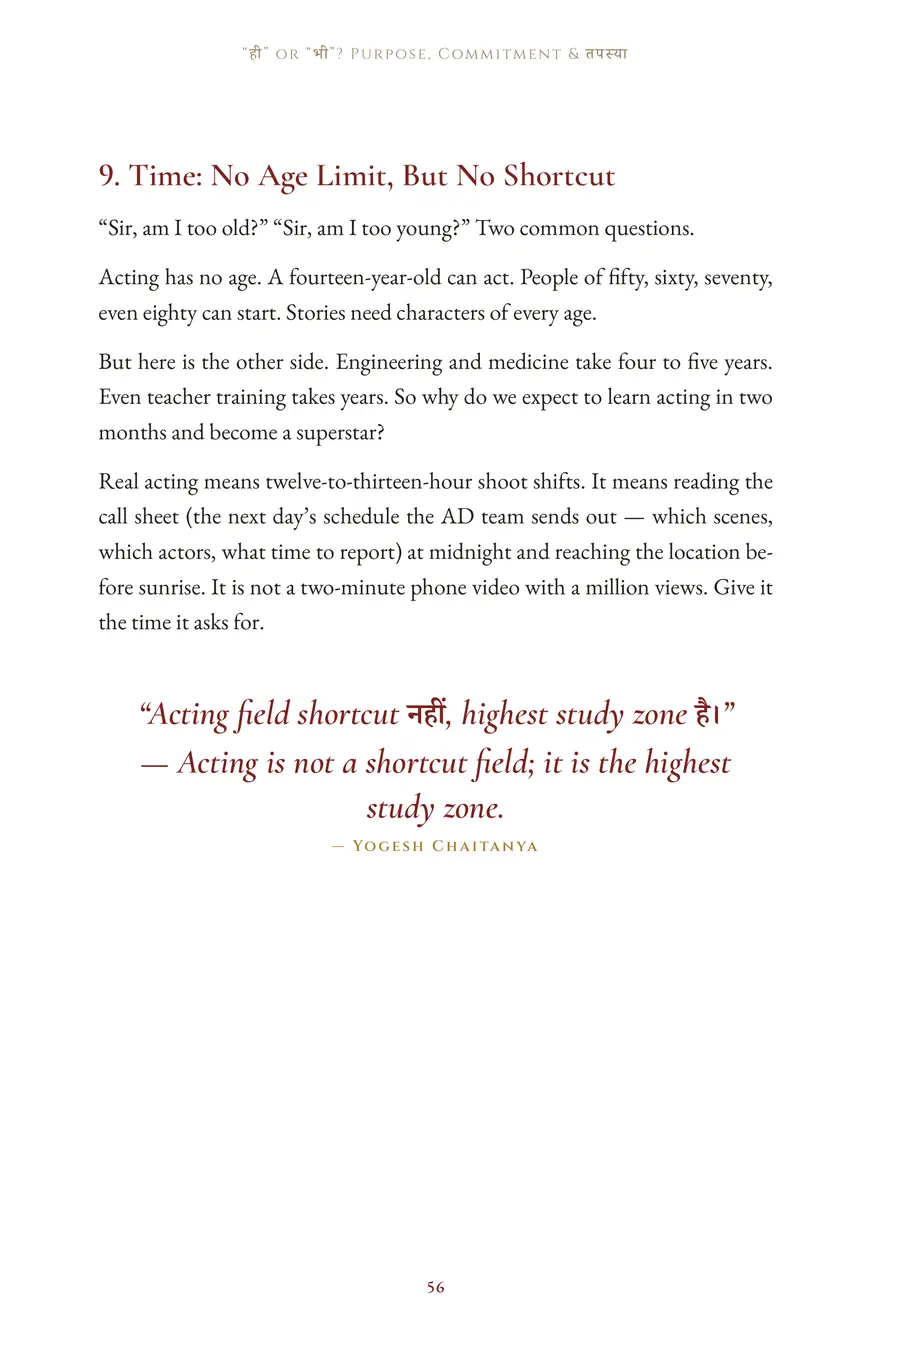 “ही” OR “भी”? PURPOSE, COMMITMENT & तपस्या
9. Time: No Age Limit, But No Shortcut
“Sir, am I too old?” “Sir, am I too young?” Two common questions.
Acting has no age. A fourteen-year-old can act. People of fifty, sixty, seventy,
even eighty can start. Stories need characters of every age.
But here is the other side. Engineering and medicine take four to five years.
Even teacher training takes years. So why do we expect to learn acting in two
months and become a superstar?
Real acting means twelve-to-thirteen-hour shoot shifts. It means reading the
call sheet (the next day’s schedule the AD team sends out — which scenes,
which actors, what time to report) at midnight and reaching the location be-
fore sunrise. It is not a two-minute phone video with a million views. Give it
the time it asks for.
“Acting field shortcut नहीं, highest study zone है।”
— Acting is not a shortcut field; it is the highest
study zone.
— YOGESH CHAITANYA
56